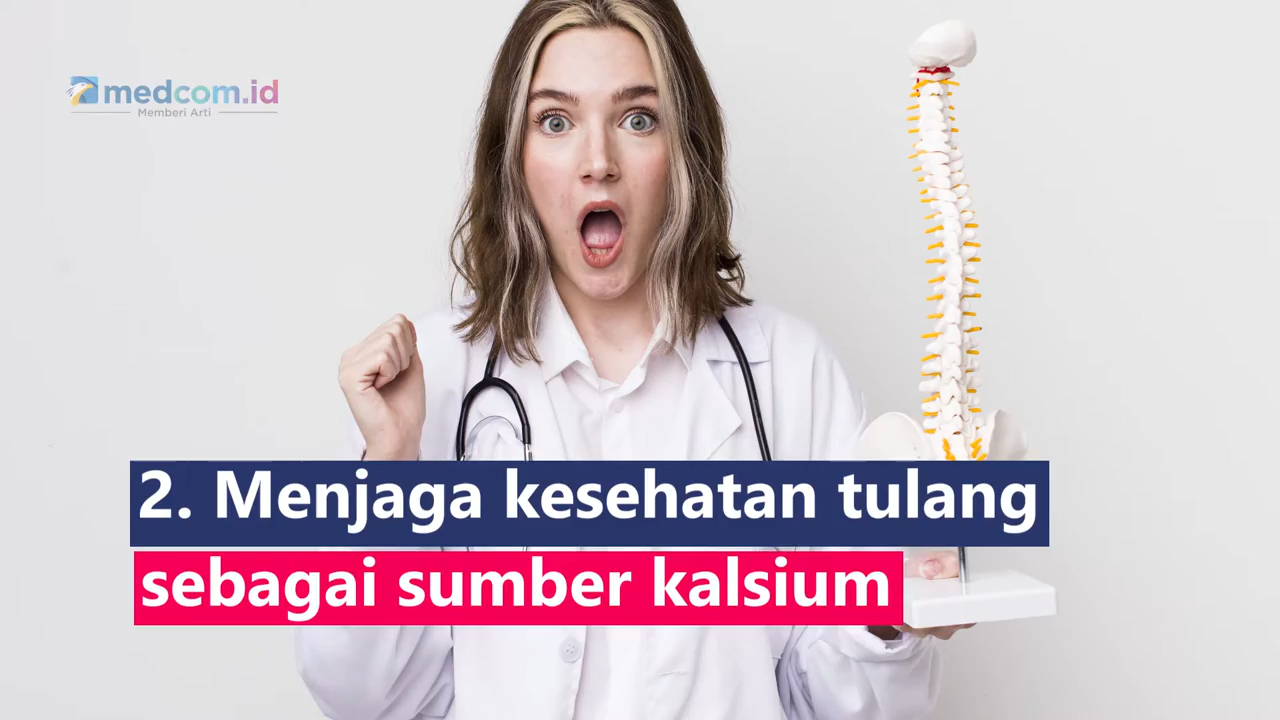 medcom.id
Memberi Arti
2. Menjaga kesehatan tulang
sebagai sumber kalsium